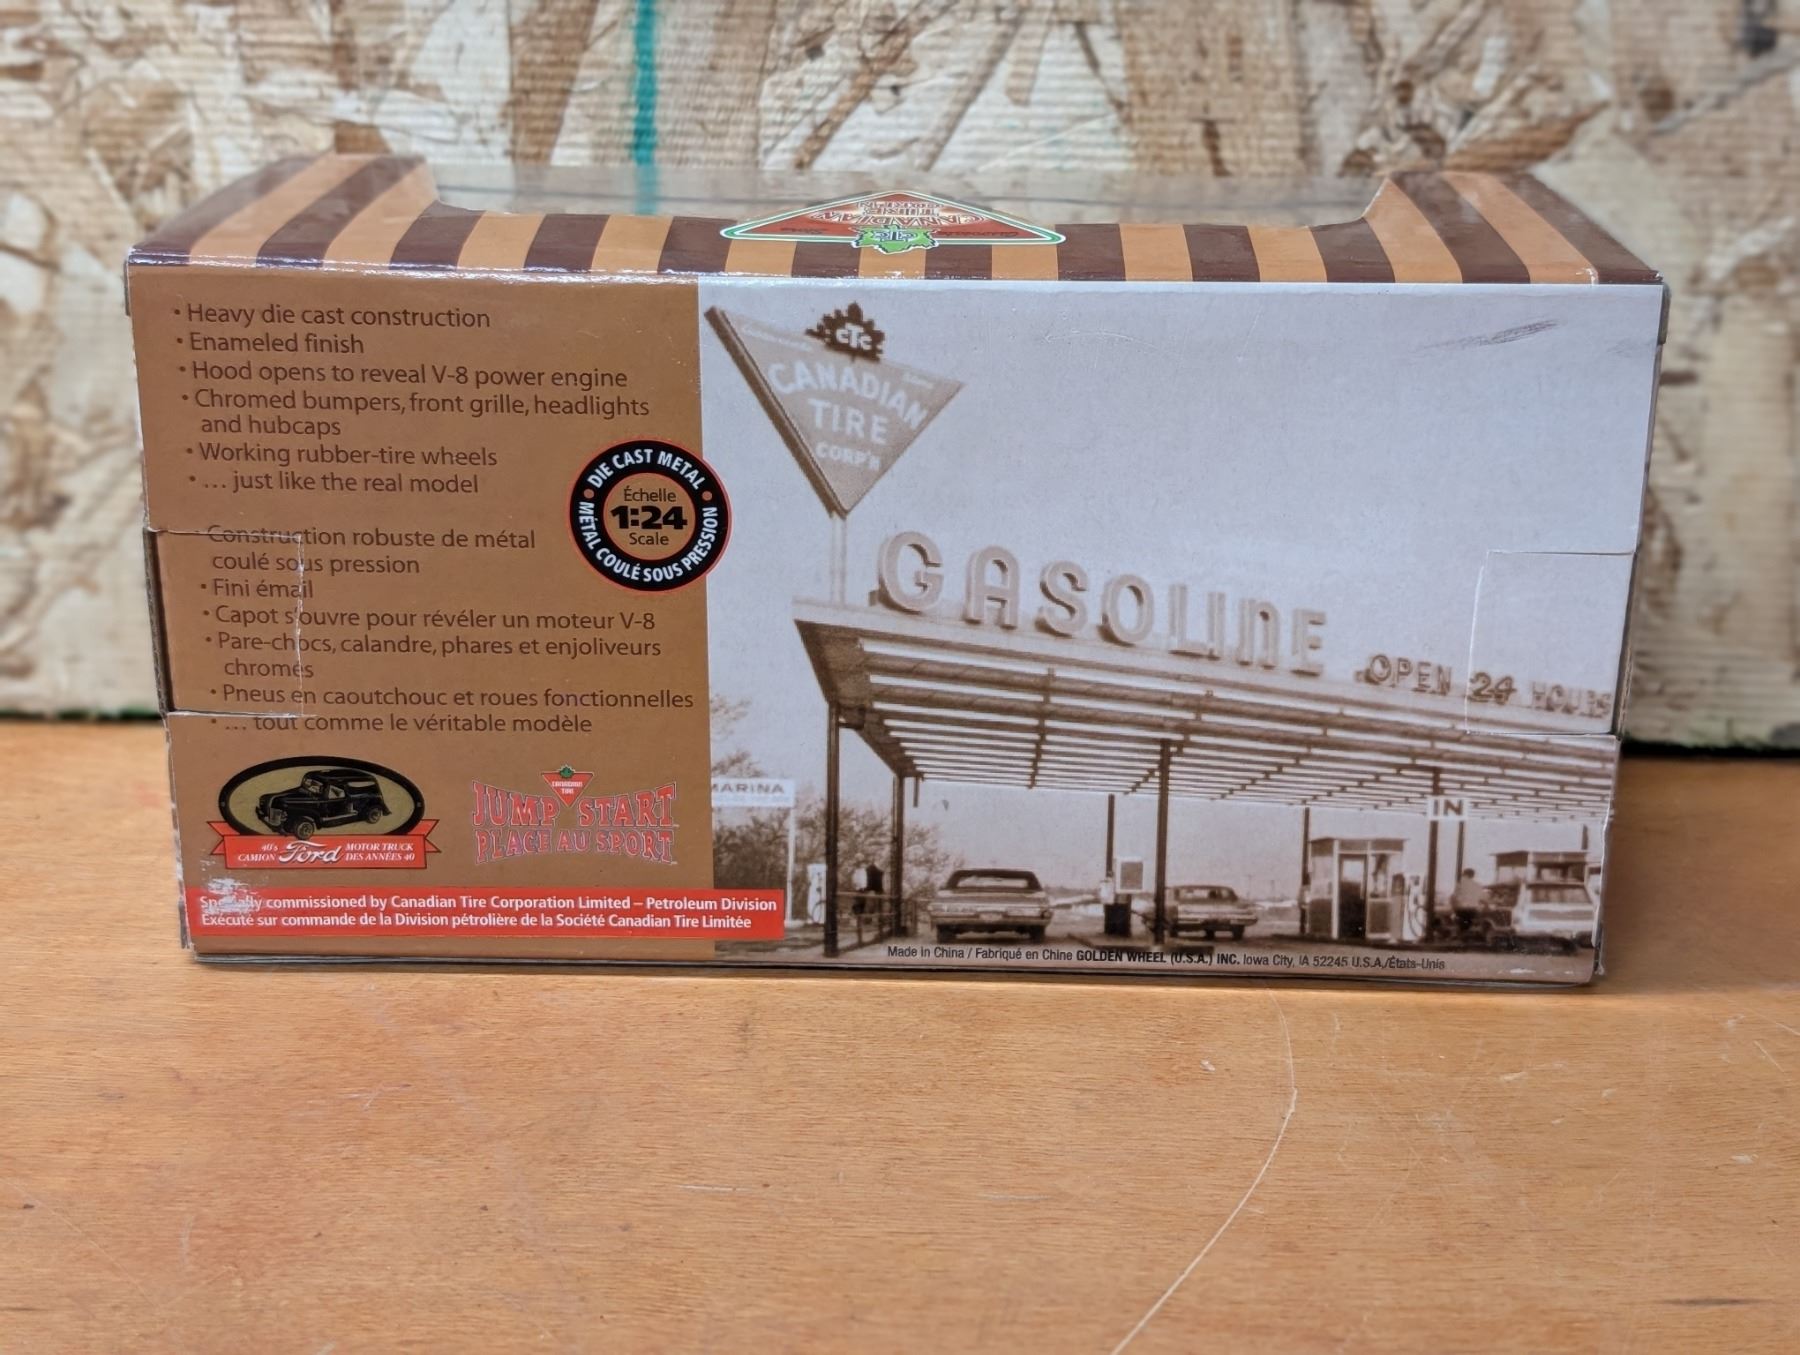 CANADIAN
TIRE
CORP'N
CTC
• Heavy die cast construction
• Enameled finish
• Hood opens to reveal V-8 power engine
• Chromed bumpers, front grille, headlights
and hubcaps
• Working rubber-tire wheels
• ... just like the real model
• Construction robuste de métal
coulé sous pression
• Fini émail
• Capot s'ouvre pour révéler un moteur V-8
• Pare-chocs, calandre, phares et enjoliveurs
chromés
• Pneus en caoutchouc et roues fonctionnelles
• ... tout comme le véritable modèle
• DIE CAST METAL •
Échelle
1:24
Scale
MÉTAL COULÉ SOUS PRESSION
40's Ford MOTOR TRUCK
CAMION DES ANNÉES 40
CANADIAN
TIRE
JUMP START
PLACE AU SPORT
Specially commissioned by Canadian Tire Corporation Limited – Petroleum Division
Exécuté sur commande de la Division pétrolière de la Société Canadian Tire Limitée
CTC
CANADIAN
TIRE
CORP'N
GASOLINE
OPEN 24 HOURS
MARINA
IN
Made in China / Fabriqué en Chine GOLDEN WHEEL (U.S.A.) INC. Iowa City, IA 52245 U.S.A./États-Unis